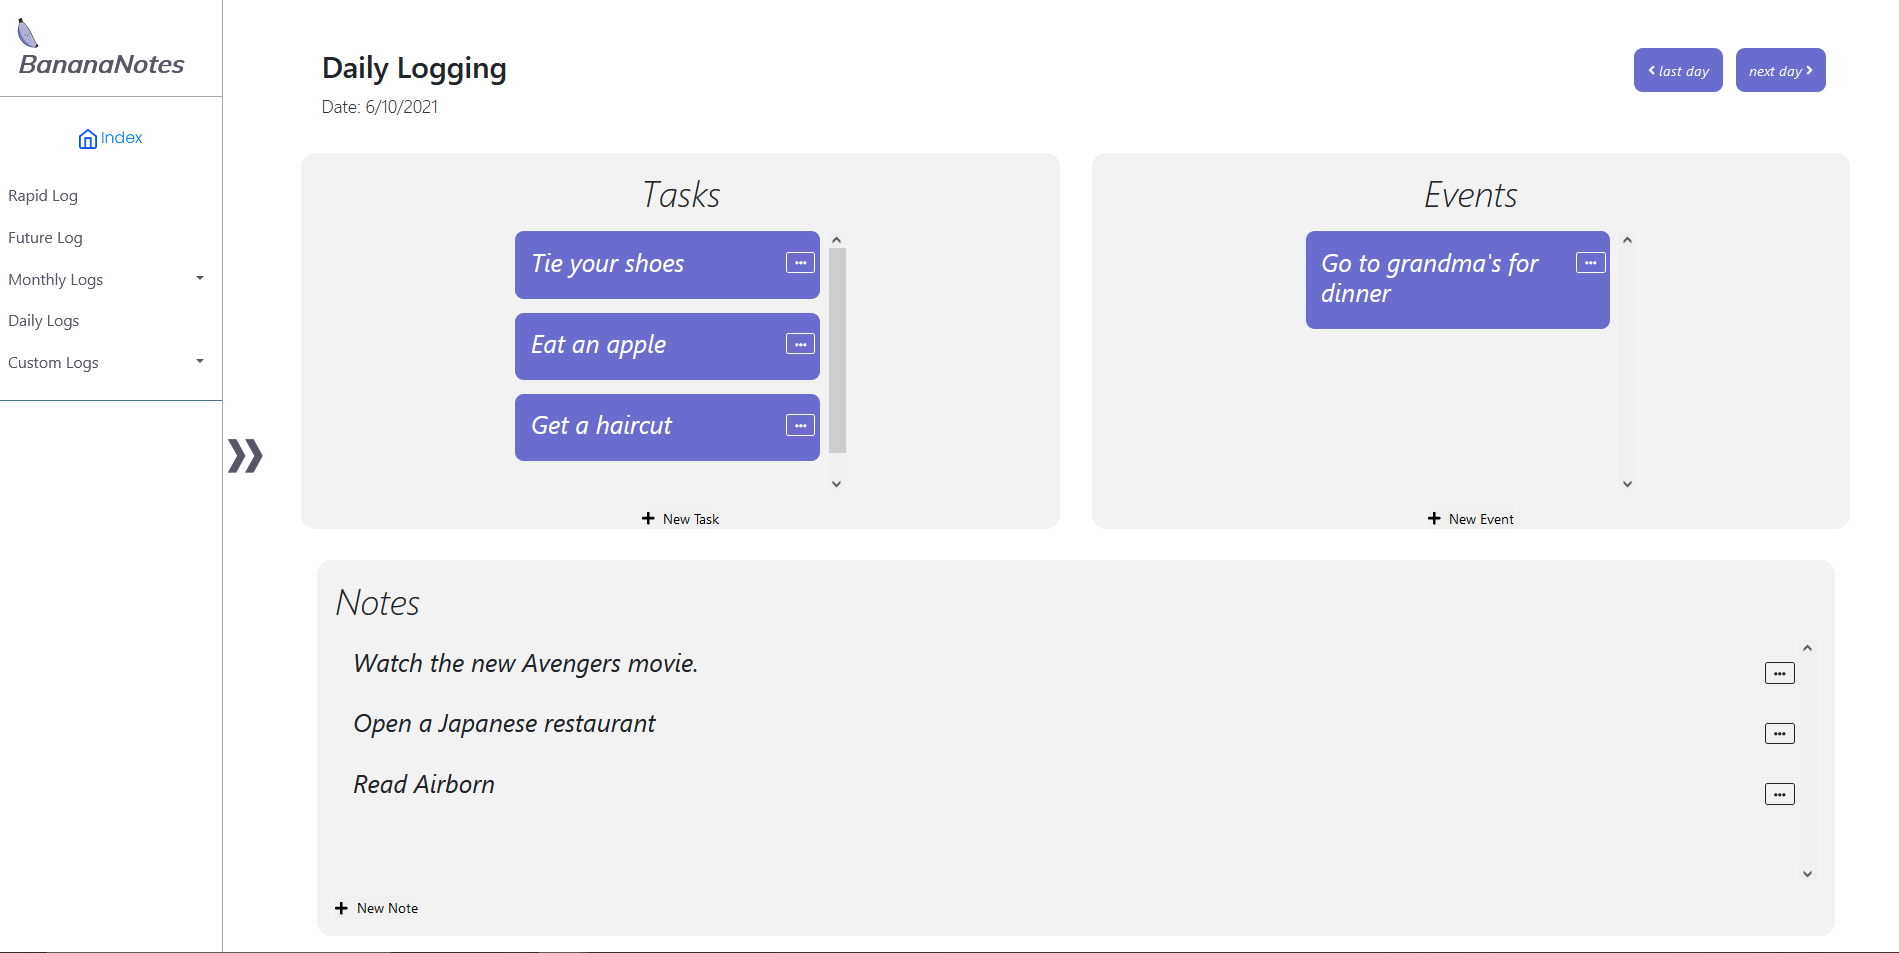 BananaNotes
Index
Rapid Log
Future Log
Monthly Logs
Daily Logs
Custom Logs
Daily Logging
Date: 6/10/2021
last day
next day
Tasks
Tie your shoes
Eat an apple
Get a haircut
New Task
Events
Go to grandma's for
dinner
New Event
Notes
Watch the new Avengers movie.
Open a Japanese restaurant
Read Airborn
New Note